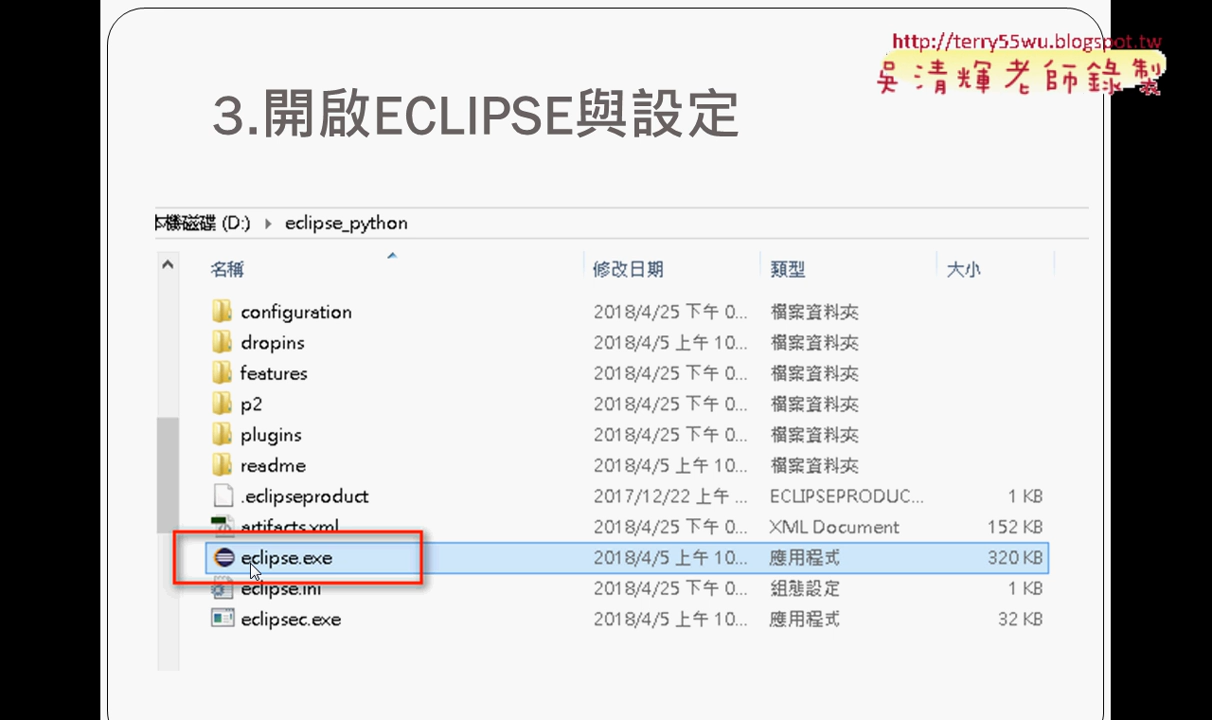 http://terry55wu.blogspot.tw
吳清輝老師錄製
3.開啟ECLIPSE與設定
本機磁碟 (D:) eclipse_python
名稱 修改日期 類型 大小
configuration 2018/4/25 下午 0... 檔案資料夾
dropins 2018/4/5 上午 10... 檔案資料夾
features 2018/4/25 下午 0... 檔案資料夾
p2 2018/4/25 下午 0... 檔案資料夾
plugins 2018/4/25 下午 0... 檔案資料夾
readme 2018/4/5 上午 10... 檔案資料夾
.eclipseproduct 2017/12/22 上午 ... ECLIPSEPRODUC... 1 KB
artifacts.xml 2018/4/25 下午 0... XML Document 152 KB
eclipse.exe 2018/4/5 上午 10... 應用程式 320 KB
eclipse.ini 2018/4/25 下午 0... 組態設定 1 KB
eclipsec.exe 2018/4/5 上午 10... 應用程式 32 KB